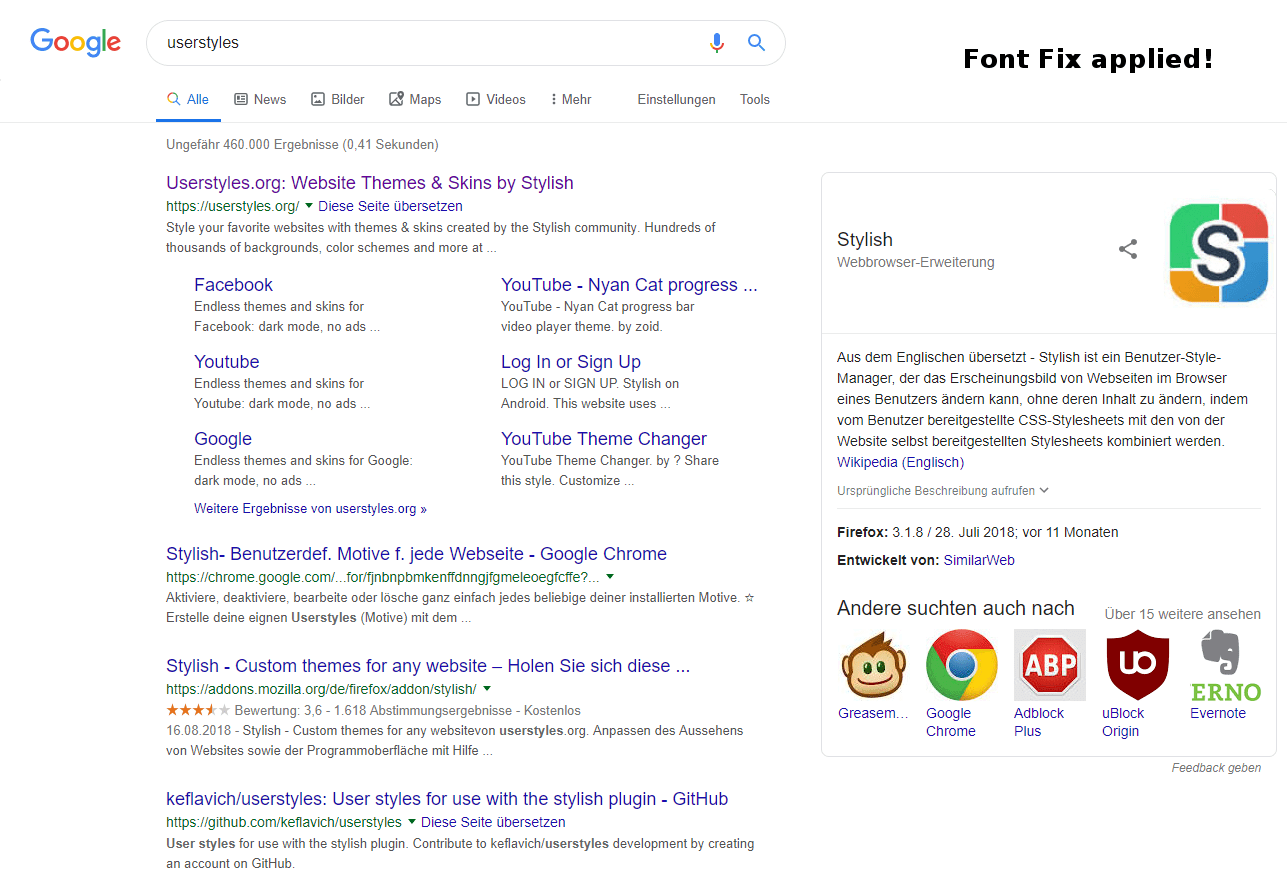 Google
userstyles
Font Fix applied!
Alle News Bilder Maps Videos Mehr Einstellungen Tools
Ungefähr 460.000 Ergebnisse (0,41 Sekunden)
Userstyles.org: Website Themes & Skins by Stylish
https://userstyles.org/ ▼ Diese Seite übersetzen
Style your favorite websites with themes & skins created by the Stylish community. Hundreds of
thousands of backgrounds, color schemes and more at ...
Facebook
Endless themes and skins for
Facebook: dark mode, no ads ...
YouTube - Nyan Cat progress ...
YouTube - Nyan Cat progress bar
video player theme. by zoid.
Youtube
Endless themes and skins for
Youtube: dark mode, no ads ...
Log In or Sign Up
LOG IN or SIGN UP. Stylish on
Android. This website uses ...
Google
Endless themes and skins for Google:
dark mode, no ads ...
YouTube Theme Changer
YouTube Theme Changer. by ? Share
this style. Customize ...
Weitere Ergebnisse von userstyles.org »
Stylish- Benutzerdef. Motive f. jede Webseite - Google Chrome
https://chrome.google.com/...for/fjnbnpbmkenffdnngjfgmeleoegfcffe?... ▼
Aktiviere, deaktiviere, bearbeite oder lösche ganz einfach jedes beliebige deiner installierten Motive. ☆
Erstelle deine eignen Userstyles (Motive) mit dem ...
Stylish - Custom themes for any website – Holen Sie sich diese ...
https://addons.mozilla.org/de/firefox/addon/stylish/ ▼
Bewertung: 3,6 - 1.618 Abstimmungsergebnisse - Kostenlos
16.08.2018 - Stylish - Custom themes for any websitevon userstyles.org. Anpassen des Aussehens
von Websites sowie der Programmoberfläche mit Hilfe ...
keflavich/userstyles: User styles for use with the stylish plugin - GitHub
https://github.com/keflavich/userstyles ▼ Diese Seite übersetzen
User styles for use with the stylish plugin. Contribute to keflavich/userstyles development by creating
an account on GitHub.
Stylish
Webbrowser-Erweiterung
S
Aus dem Englischen übersetzt - Stylish ist ein Benutzer-Style-
Manager, der das Erscheinungsbild von Webseiten im Browser
eines Benutzers ändern kann, ohne deren Inhalt zu ändern, indem
vom Benutzer bereitgestellte CSS-Stylesheets mit den von der
Website selbst bereitgestellten Stylesheets kombiniert werden.
Wikipedia (Englisch)
Ursprüngliche Beschreibung aufrufen
Firefox: 3.1.8 / 28. Juli 2018; vor 11 Monaten
Entwickelt von: SimilarWeb
Andere suchten auch nach
Über 15 weitere ansehen
ABP
UO
ERNO
Greasem...
Google
Chrome
Adblock
Plus
uBlock
Origin
Evernote
Feedback geben